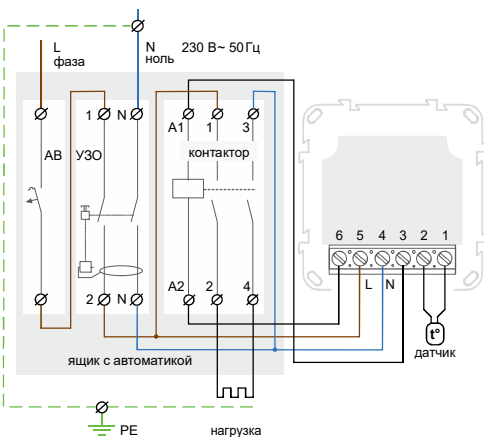 L
фаза
N
ноль
230 В~ 50 Гц
1
N
A1
1
3
АВ
УЗО
контактор
6 5 4 3 2 1
L
N
2
N
A2
2
4
t°
датчик
ящик с автоматикой
PE
нагрузка